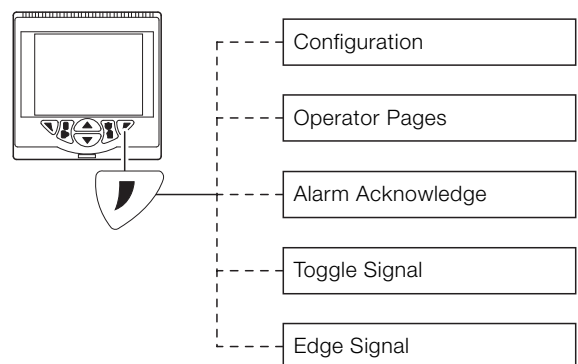 Configuration
Operator Pages
Alarm Acknowledge
Toggle Signal
Edge Signal